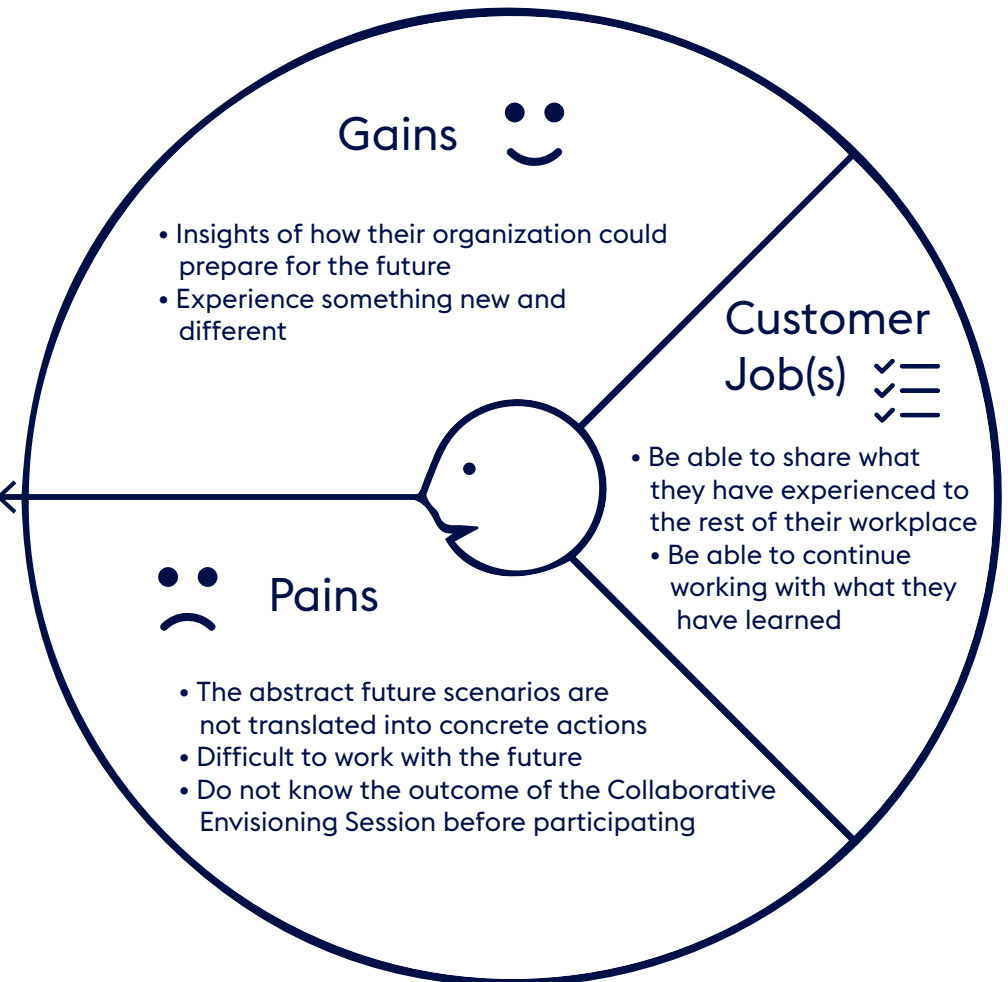 Gains
• Insights of how their organization could
prepare for the future
• Experience something new and
different
Customer
Job(s)
• Be able to share what
they have experienced to
the rest of their workplace
• Be able to continue
working with what they
have learned
Pains
• The abstract future scenarios are
not translated into concrete actions
• Difficult to work with the future
• Do not know the outcome of the Collaborative
Envisioning Session before participating